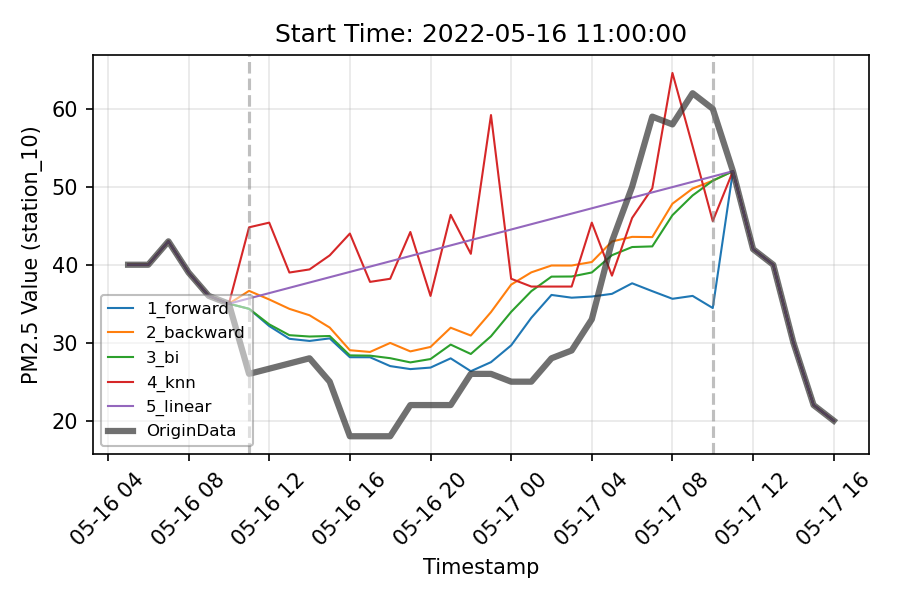 Start Time: 2022-05-16 11:00:00
PM2.5 Value (station_10)
60
50
40
30
20
1_forward
2_backward
3_bi
4_knn
5_linear
OriginData
05-16 04
05-16 08
05-16 12
05-16 16
05-16 20
05-17 00
05-17 04
05-17 08
05-17 12
05-17 16
Timestamp